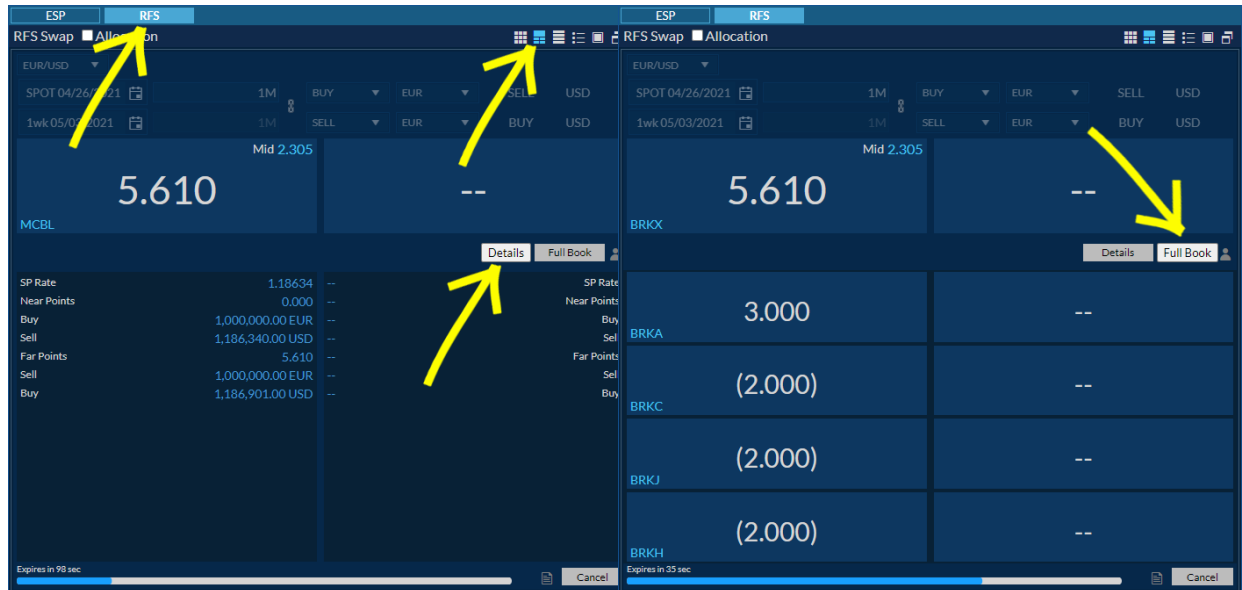 ESP RFS
RFS Swap Allocation
EUR/USD
SPOT 04/26/2021 1M BUY EUR SELL USD
1wk 05/03/2021 1M SELL EUR BUY USD
Mid 2.305
5.610 --
MCBL
Details Full Book
SP Rate 1.18634 -- SP Rate
Near Points 0.000 -- Near Points
Buy 1,000,000.00 EUR -- Buy
Sell 1,186,340.00 USD -- Sel
Far Points 5.610 -- Far Points
Sell 1,000,000.00 EUR -- Sel
Buy 1,186,901.00 USD -- Buy
Expires in 98 sec
Cancel
ESP RFS
RFS Swap Allocation
EUR/USD
SPOT 04/26/2021 1M BUY EUR SELL USD
1wk 05/03/2021 1M SELL EUR BUY USD
Mid 2.305
5.610 --
BRKX
Details Full Book
3.000 --
BRKA
(2.000) --
BRKC
(2.000) --
BRKJ
(2.000) --
BRKH
Expires in 35 sec
Cancel